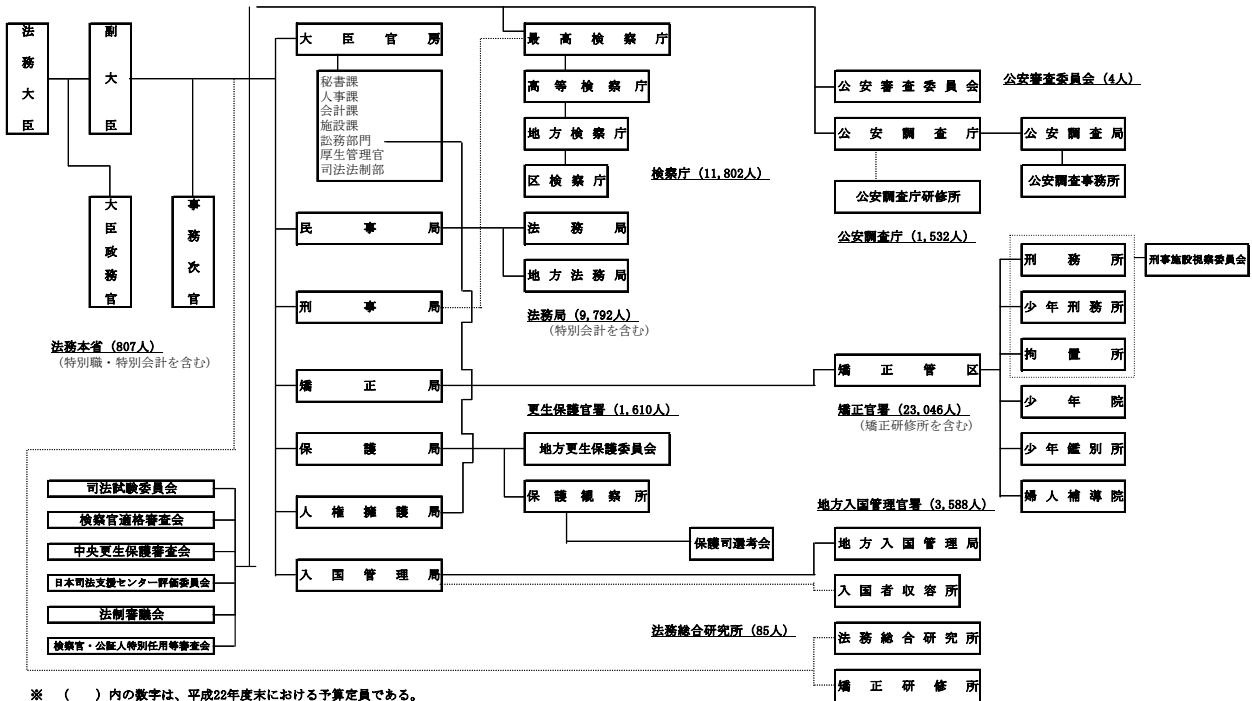 法務大臣
副大臣
大臣政務官
事務次官
法務本省（807人）
（特別職・特別会計を含む）
大臣官房
秘書課
人事課
会計課
施設課
訟務部門
厚生管理官
司法法制部
民事局
刑事局
矯正局
保護局
人権擁護局
入国管理局
最高検察庁
高等検察庁
地方検察庁
区検察庁
検察庁（11,802人）
法務局
地方法務局
法務局（9,792人）
（特別会計を含む）
更生保護官署（1,610人）
地方更生保護委員会
保護観察所
保護司選考会
公安審査委員会
公安審査委員会（4人）
公安調査庁
公安調査局
公安調査事務所
公安調査庁研修所
公安調査庁（1,532人）
矯正管区
矯正官署（23,046人）
（矯正研修所を含む）
刑務所
刑事施設視察委員会
少年刑務所
拘置所
少年院
少年鑑別所
婦人補導院
地方入国管理官署（3,588人）
地方入国管理局
入国者収容所
法務総合研究所（85人）
法務総合研究所
矯正研修所
司法試験委員会
検察官適格審査会
中央更生保護審査会
日本司法支援センター評価委員会
法制審議会
検察官・公証人特別任用等審査会
※　（　　）内の数字は、平成22年度末における予算定員である。